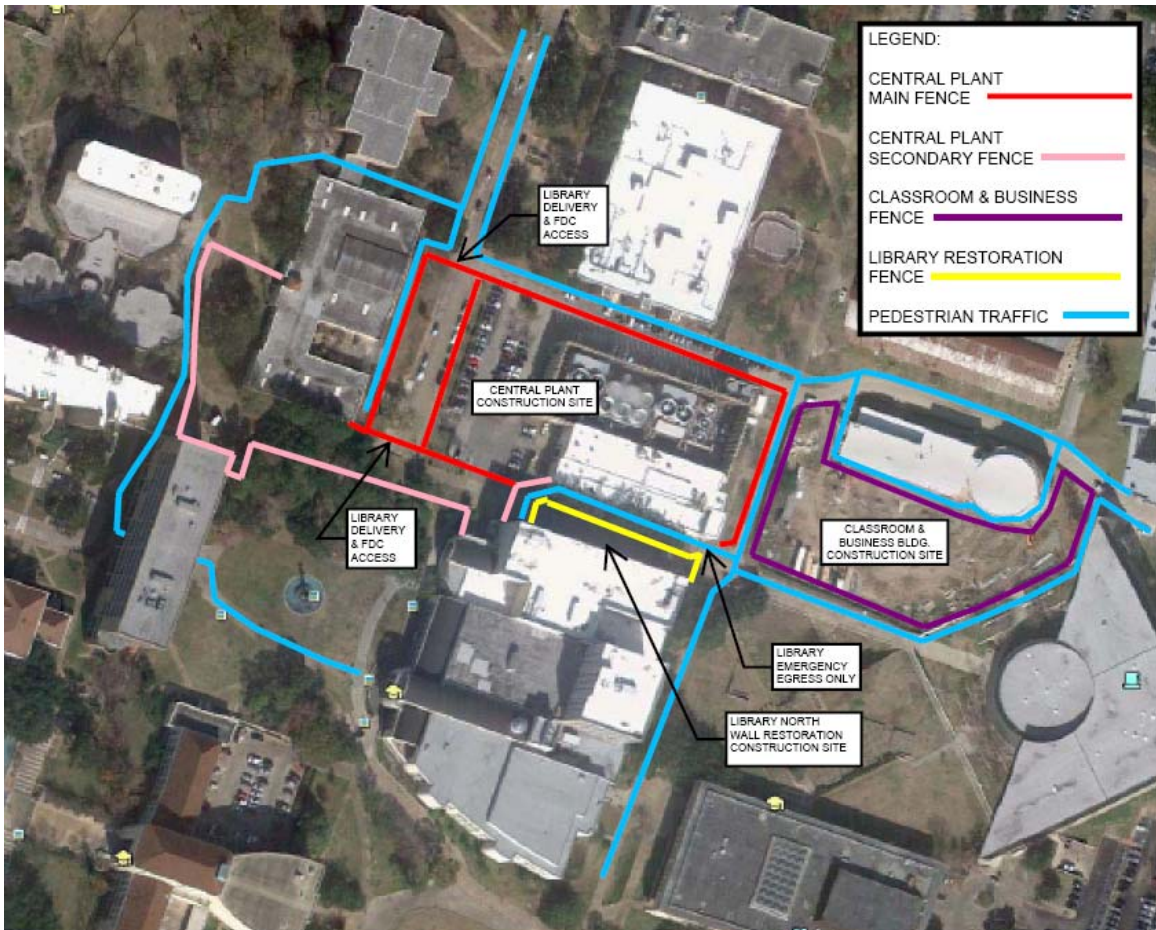 LEGEND:
CENTRAL PLANT
MAIN FENCE
CENTRAL PLANT
SECONDARY FENCE
CLASSROOM & BUSINESS
FENCE
LIBRARY RESTORATION
FENCE
PEDESTRIAN TRAFFIC
LIBRARY
DELIVERY
& FDC
ACCESS
CENTRAL PLANT
CONSTRUCTION SITE
LIBRARY
DELIVERY
& FDC
ACCESS
CLASSROOM &
BUSINESS BLDG.
CONSTRUCTION SITE
LIBRARY
EMERGENCY
EGRESS ONLY
LIBRARY NORTH
WALL RESTORATION
CONSTRUCTION SITE